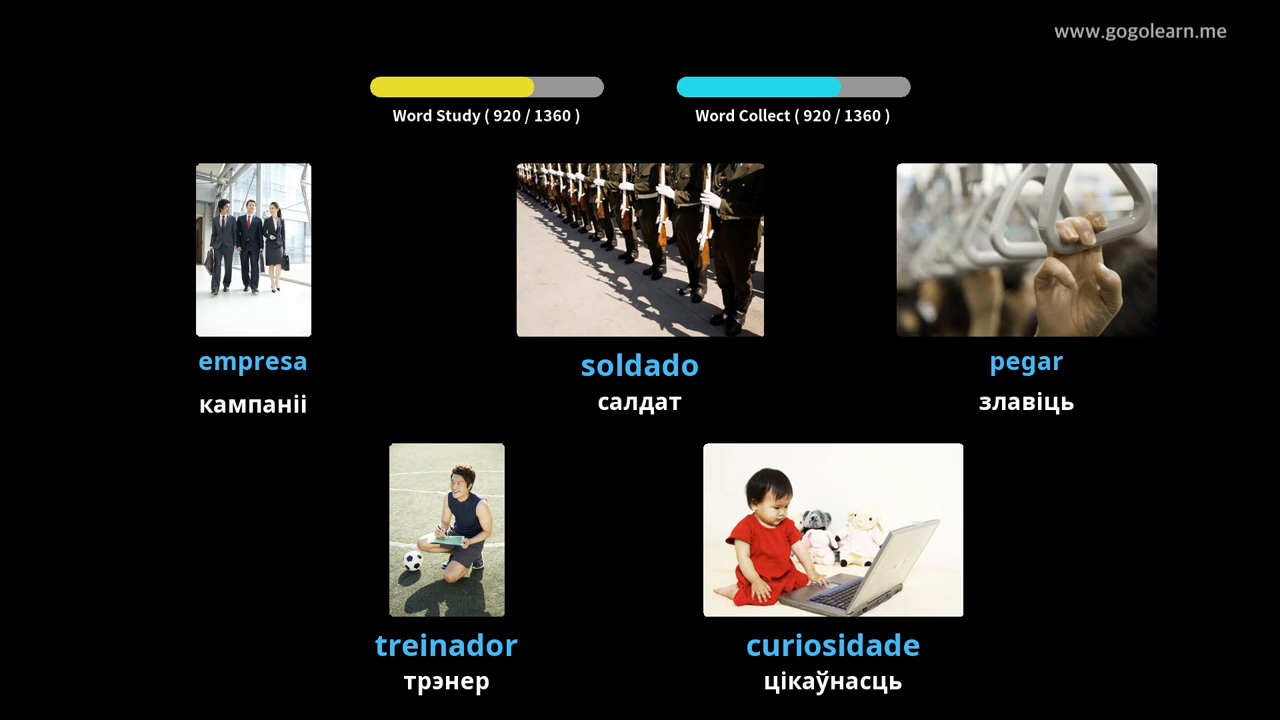 www.gogolearn.me
Word Study ( 920 / 1360 )
Word Collect ( 920 / 1360 )
empresa
кампаніі
soldado
салдат
pegar
злавіць
treinador
трэнер
curiosidade
цікаўнасць